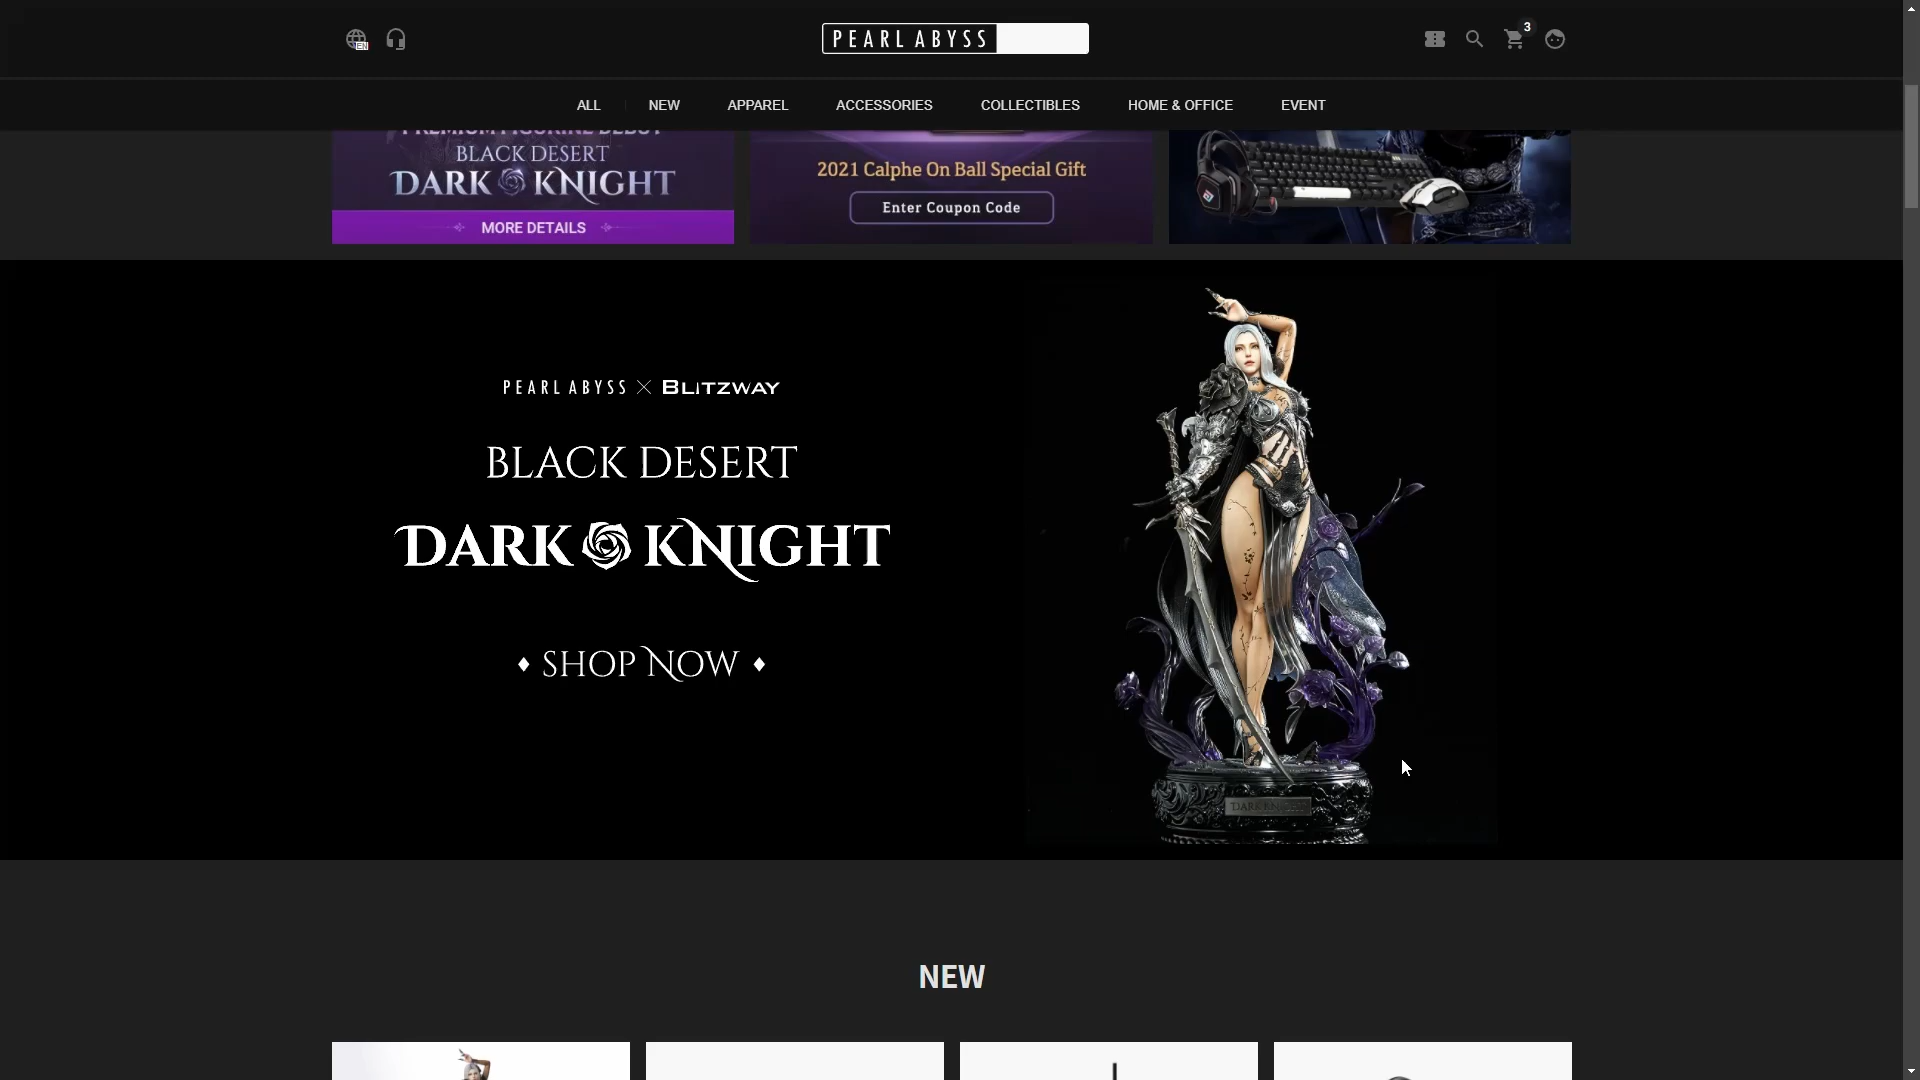 EN
PEARL ABYSS
3
ALL
NEW
APPAREL
ACCESSORIES
COLLECTIBLES
HOME & OFFICE
EVENT
PREMIUM FIGURINE DEBUT
BLACK DESERT
DARK KNIGHT
MORE DETAILS
2021 Calphe On Ball Special Gift
Enter Coupon Code
PEARL ABYSS X BLITZWAY
BLACK DESERT
DARK KNIGHT
SHOP NOW
DARK KNIGHT
NEW